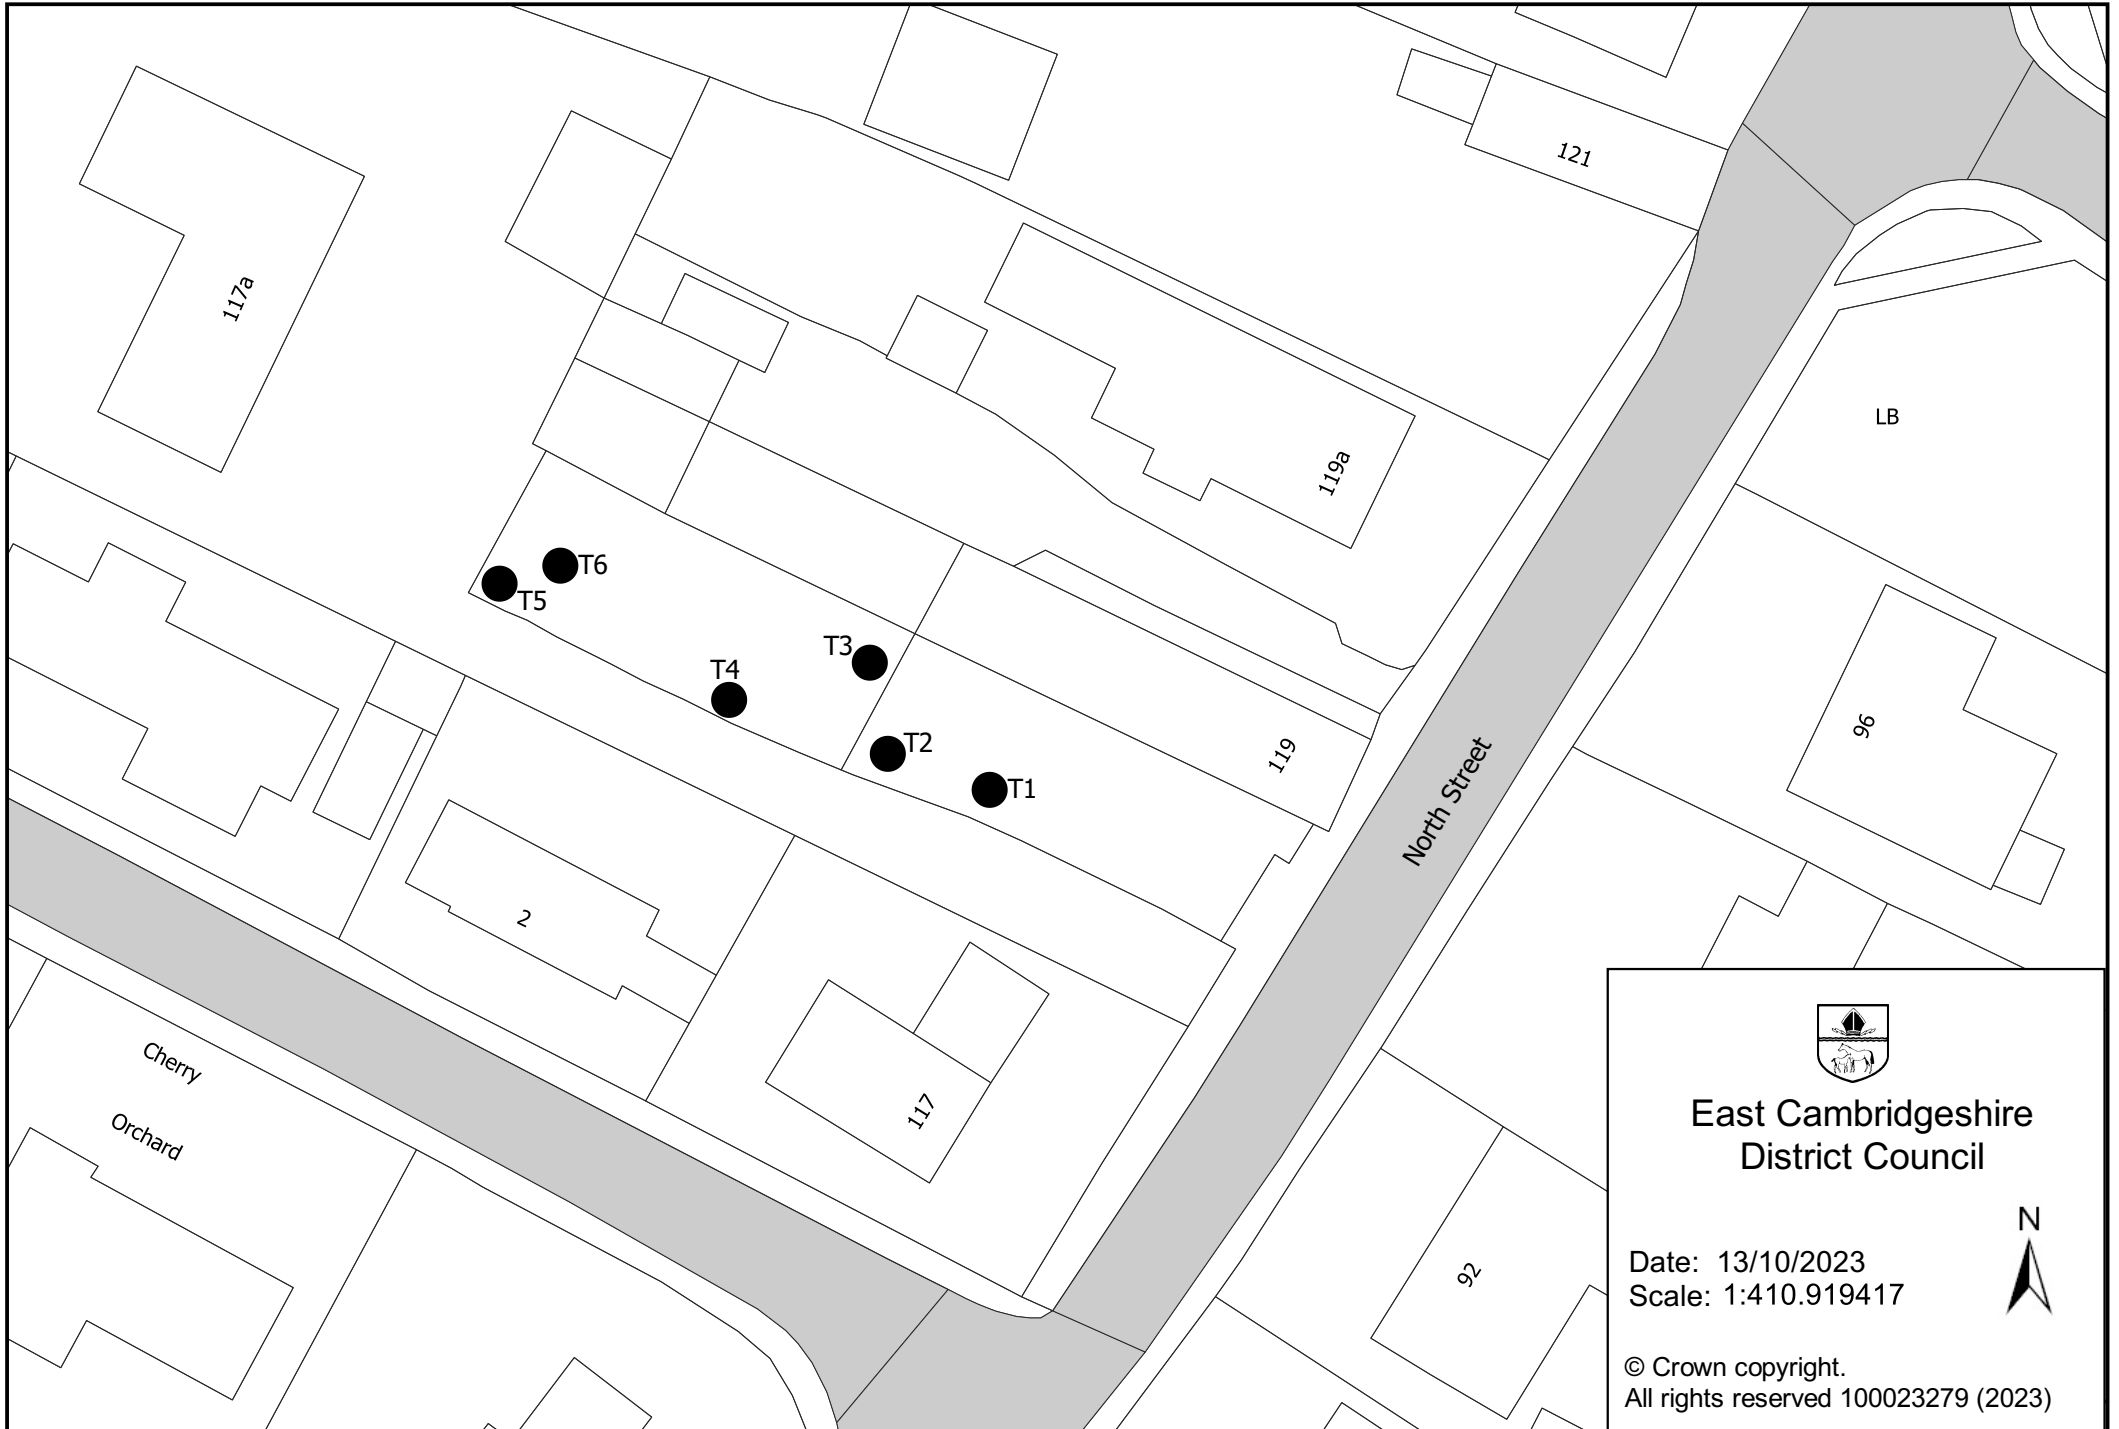 121
117a
LB
119a
T6
T5
T3
T4
T2
T1
119
96
North Street
2
Cherry
Orchard
117
92
East Cambridgeshire
District Council
N
Date: 13/10/2023
Scale: 1:410.919417
© Crown copyright.
All rights reserved 100023279 (2023)